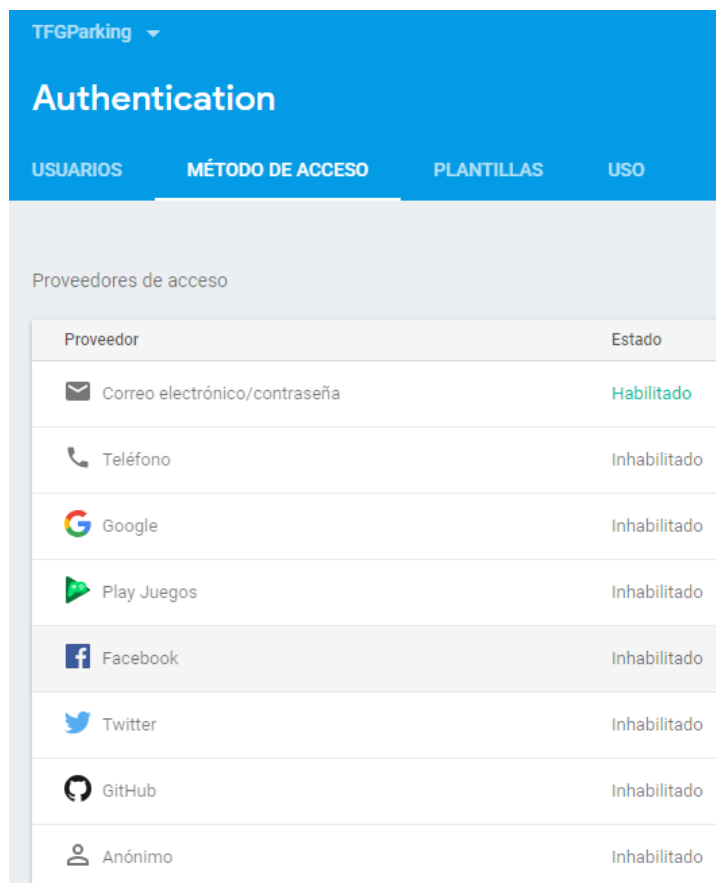 TFGParking
Authentication
USUARIOS MÉTODO DE ACCESO PLANTILLAS USO
Proveedores de acceso
Proveedor Estado
Correo electrónico/contraseña Habilitado
Teléfono Inhabilitado
Google Inhabilitado
Play Juegos Inhabilitado
Facebook Inhabilitado
Twitter Inhabilitado
GitHub Inhabilitado
Anónimo Inhabilitado